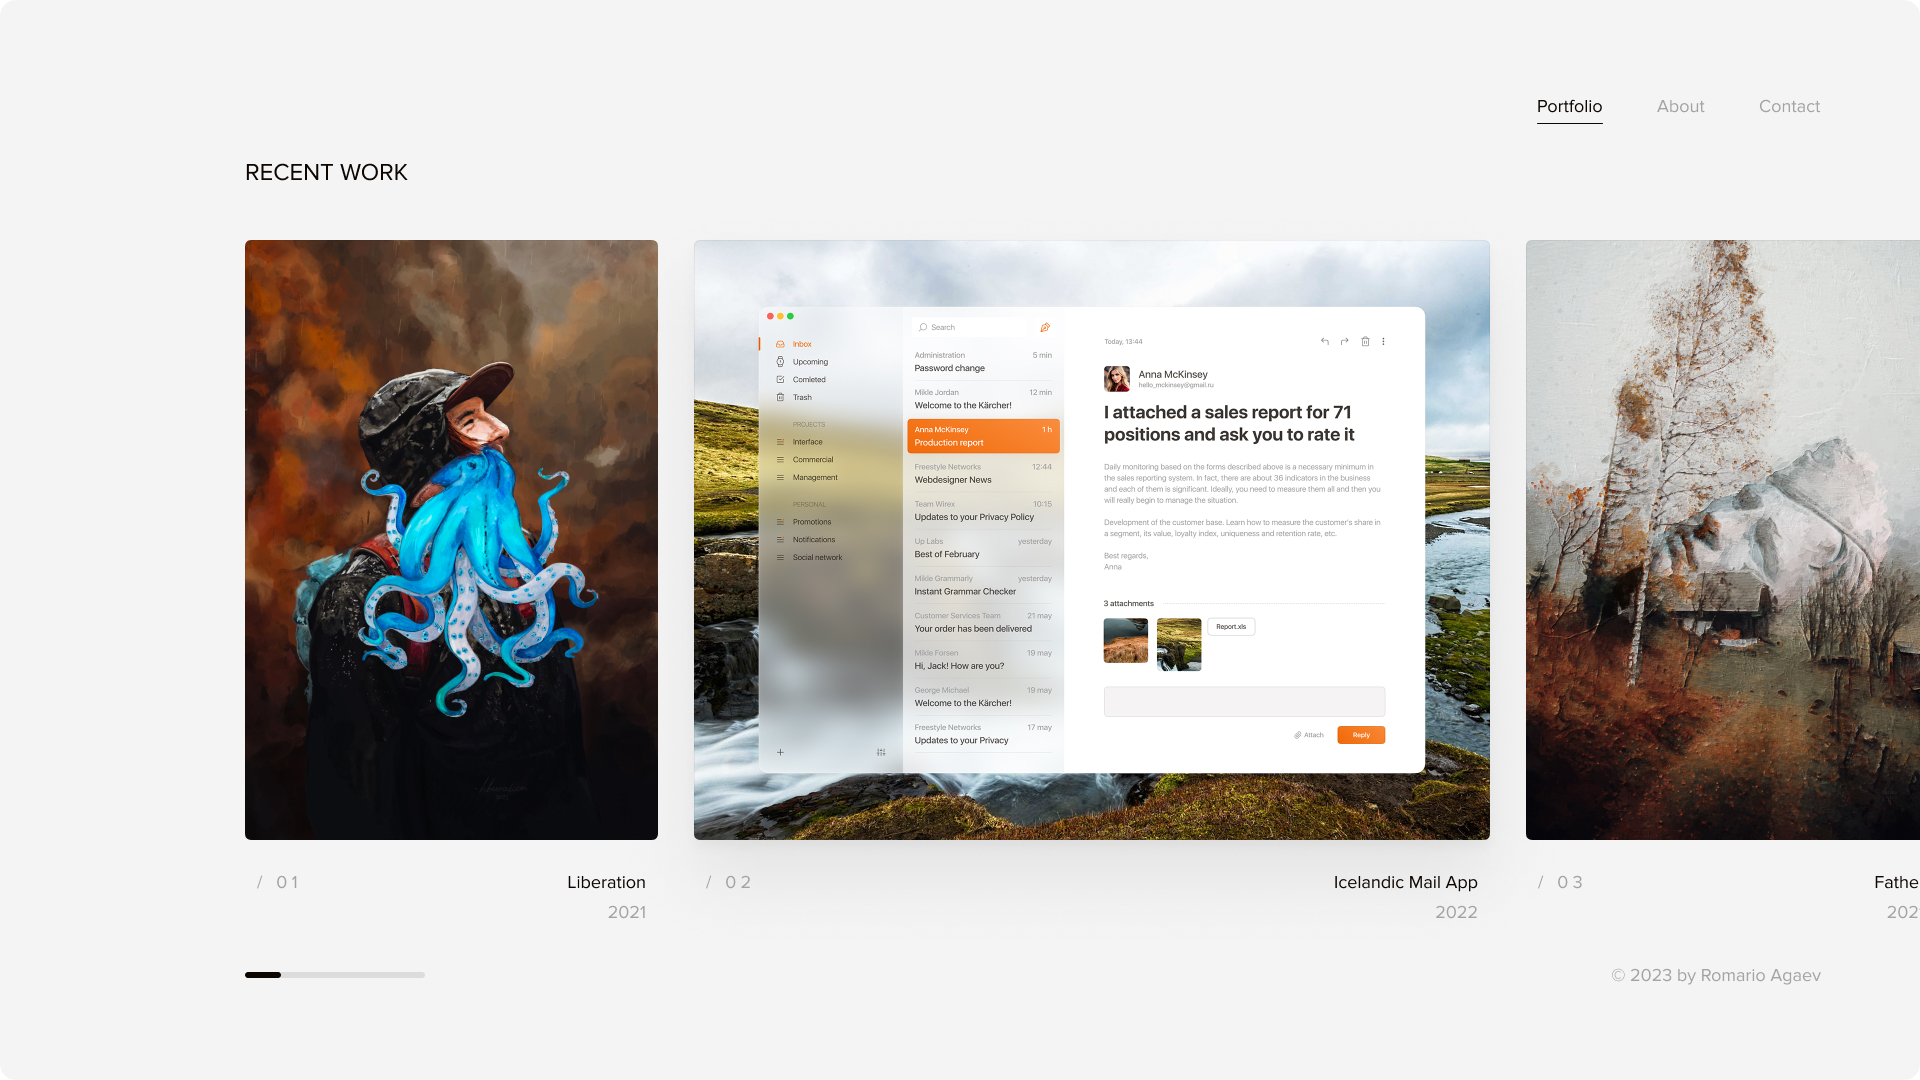 Portfolio
About
Contact
RECENT WORK
Search
Inbox
Upcoming
Comleted
Trash
PROJECTS
Interface
Commercial
Management
PERSONAL
Promotions
Notifications
Social network
Administration 5 min
Password change
Mikle Jordan 12 min
Welcome to the Kärcher!
Anna McKinsey 1 h
Production report
Freestyle Networks 12:44
Webdesigner News
Team Wirex 10:15
Updates to your Privacy Policy
Up Labs yesterday
Best of February
Mikle Grammarly yesterday
Instant Grammar Checker
Customer Services Team 21 may
Your order has been delivered
Mikle Forsen 19 may
Hi, Jack! How are you?
George Michael 19 may
Welcome to the Kärcher!
Freestyle Networks 17 may
Updates to your Privacy
Today, 13:44
Anna McKinsey
hello_mckinsey@gmail.ru
I attached a sales report for 71
positions and ask you to rate it
Daily monitoring based on the forms described above is a necessary minimum in
the sales reporting system. In fact, there are about 36 indicators in the business
and each of them is significant. Ideally, you need to measure them all and then you
will really begin to manage the situation.
Development of the customer base. Learn how to measure the customer's share in
a segment, its value, loyalty index, uniqueness and retention rate, etc.
Best regards,
Anna
3 attachments
Report.xls
Attach
Reply
/ 01
Liberation
2021
/ 02
Icelandic Mail App
2022
/ 03
Fathe
202
© 2023 by Romario Agaev